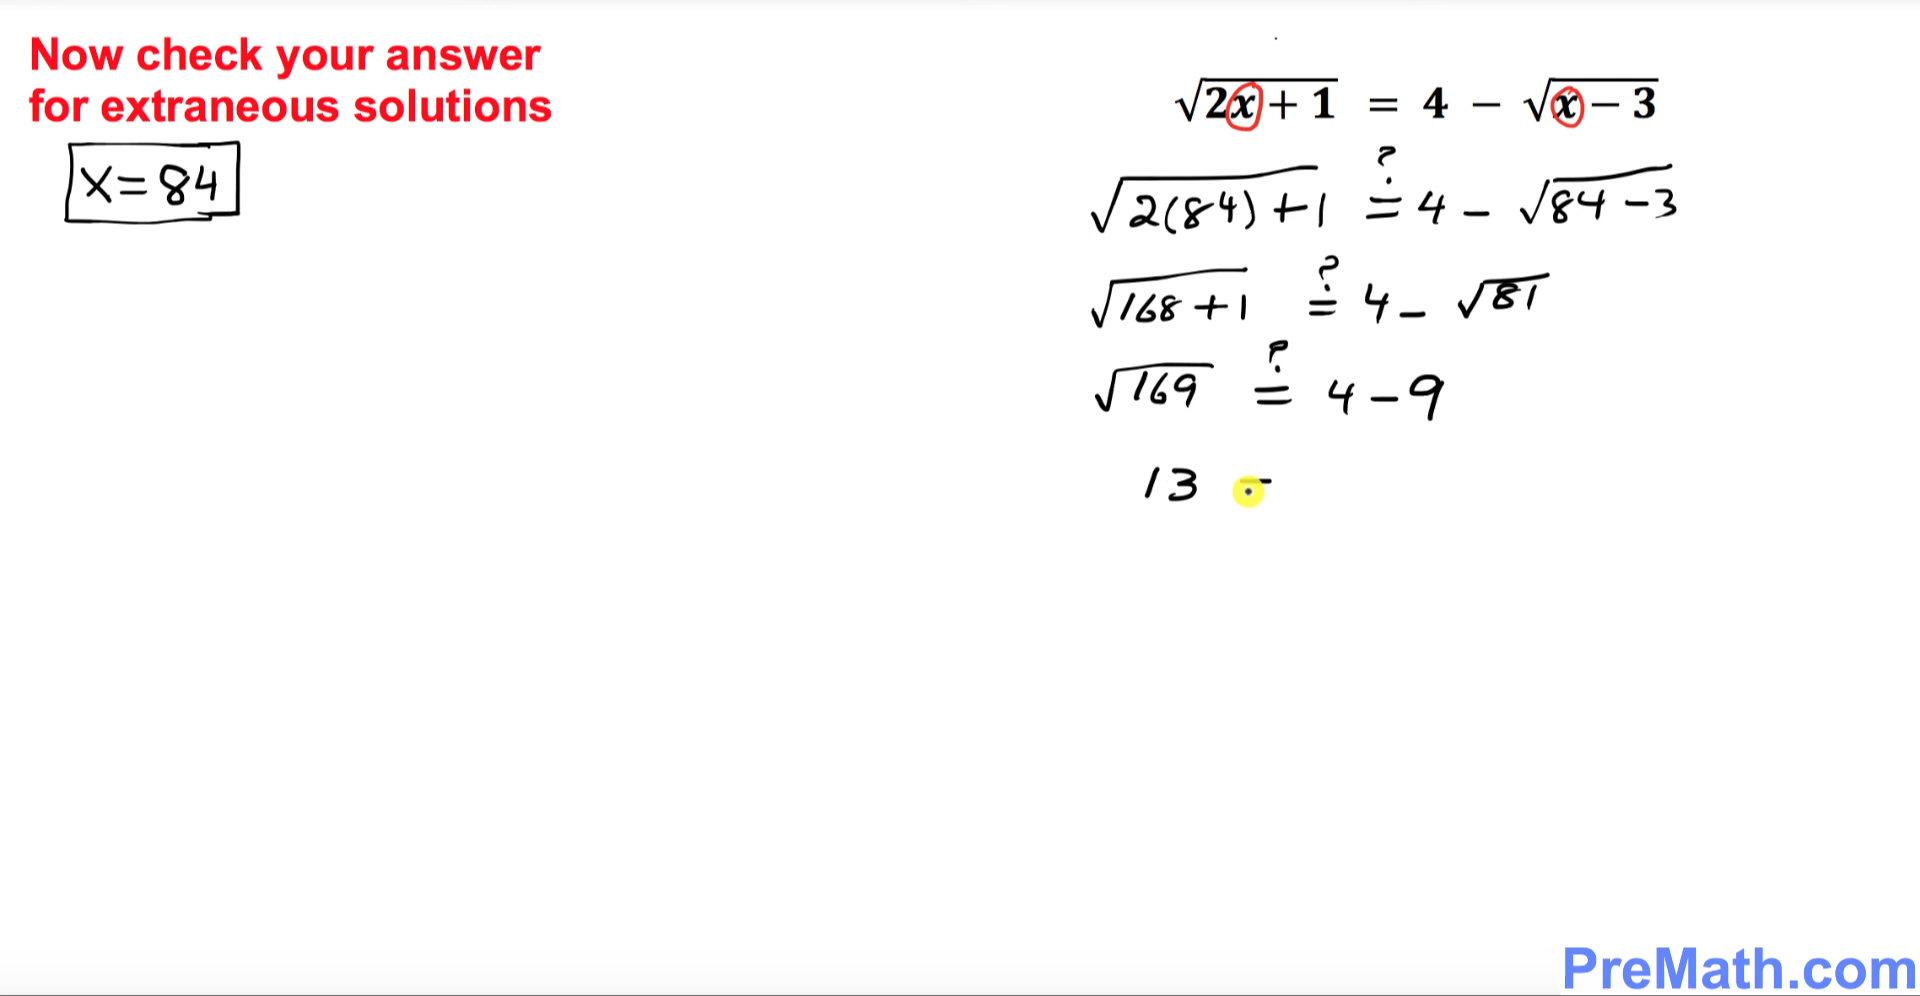 Now check your answer
for extraneous solutions
x=84
√2x + 1 = 4 − √x − 3
√2(84)+1 ?= 4 − √84−3
√168+1 ?= 4 − √81
√169 ?= 4 − 9
13 =
PreMath.com